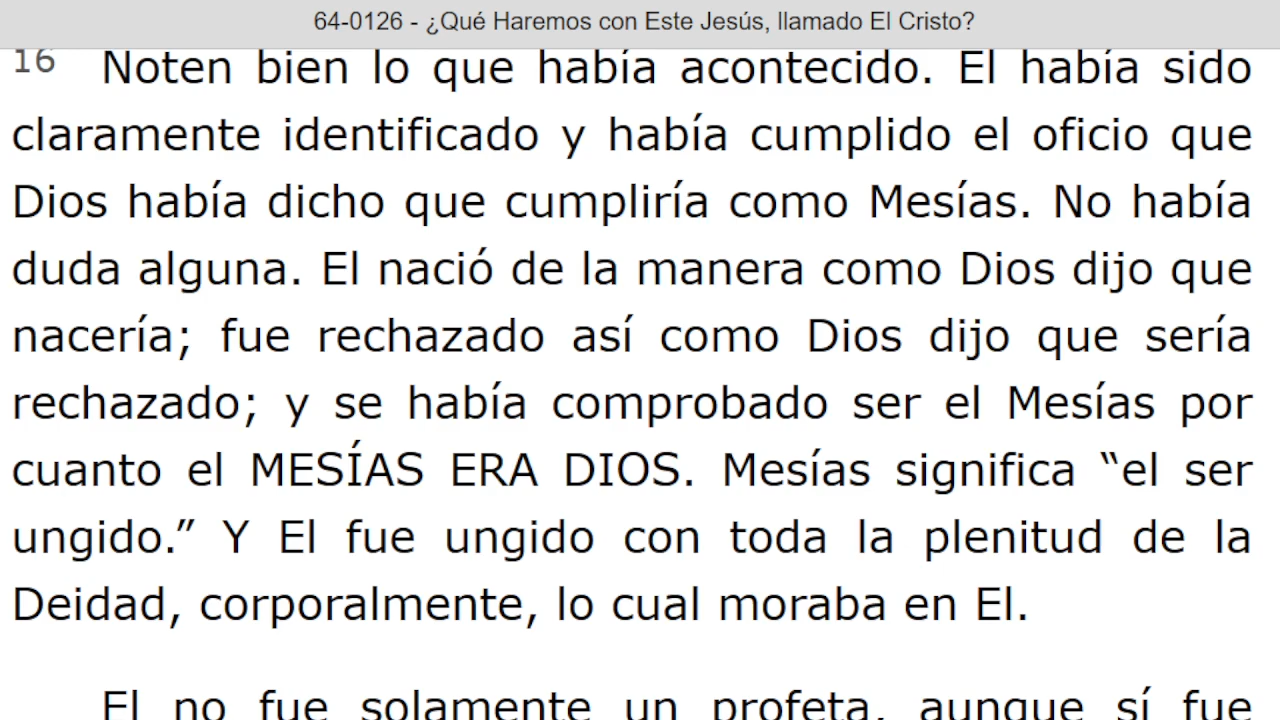 64-0126 - ¿Qué Haremos con Este Jesús, llamado El Cristo?
16 Noten bien lo que había acontecido. El había sido
claramente identificado y había cumplido el oficio que
Dios había dicho que cumpliría como Mesías. No había
duda alguna. El nació de la manera como Dios dijo que
nacería; fue rechazado así como Dios dijo que sería
rechazado; y se había comprobado ser el Mesías por
cuanto el MESÍAS ERA DIOS. Mesías significa “el ser
ungido.” Y El fue ungido con toda la plenitud de la
Deidad, corporalmente, lo cual moraba en El.
El no fue solamente un profeta, aunque sí fue